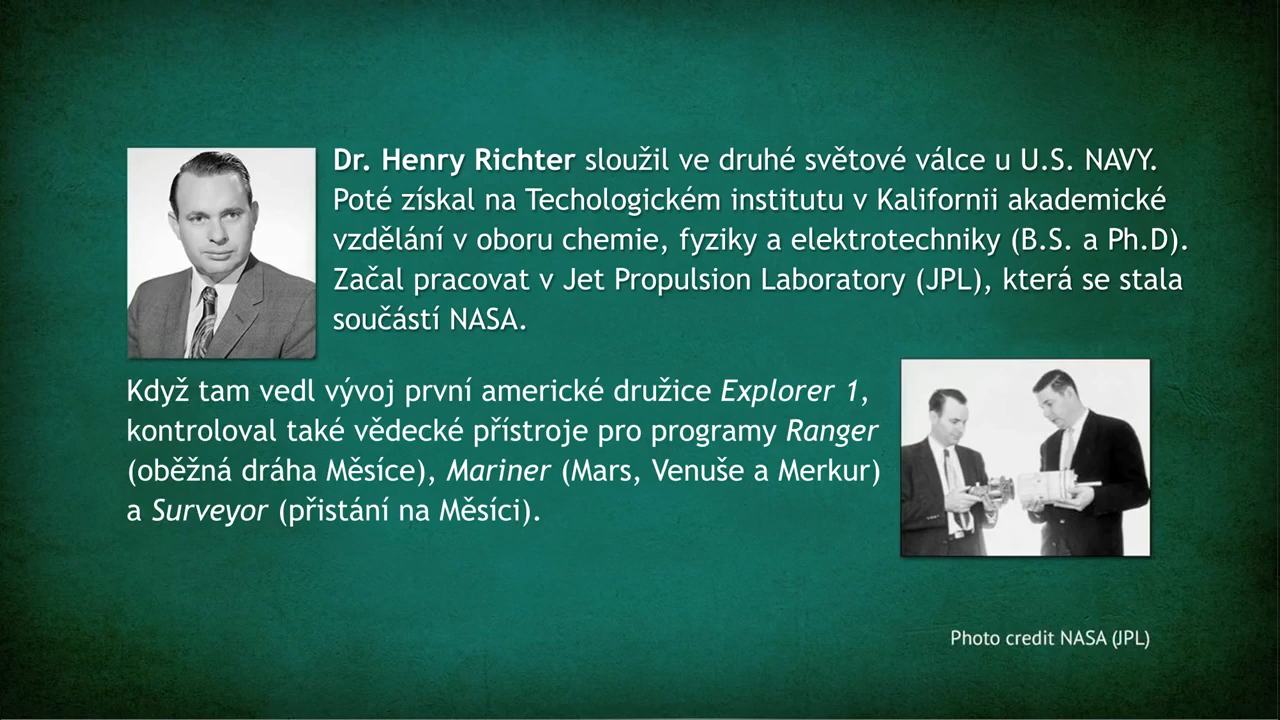 Dr. Henry Richter sloužil ve druhé světové válce u U.S. NAVY.
Poté získal na Techologickém institutu v Kalifornii akademické
vzdělání v oboru chemie, fyziky a elektrotechniky (B.S. a Ph.D).
Začal pracovat v Jet Propulsion Laboratory (JPL), která se stala
součástí NASA.
Když tam vedl vývoj první americké družice Explorer 1,
kontroloval také vědecké přístroje pro programy Ranger
(oběžná dráha Měsíce), Mariner (Mars, Venuše a Merkur)
a Surveyor (přistání na Měsíci).
Photo credit NASA (JPL)